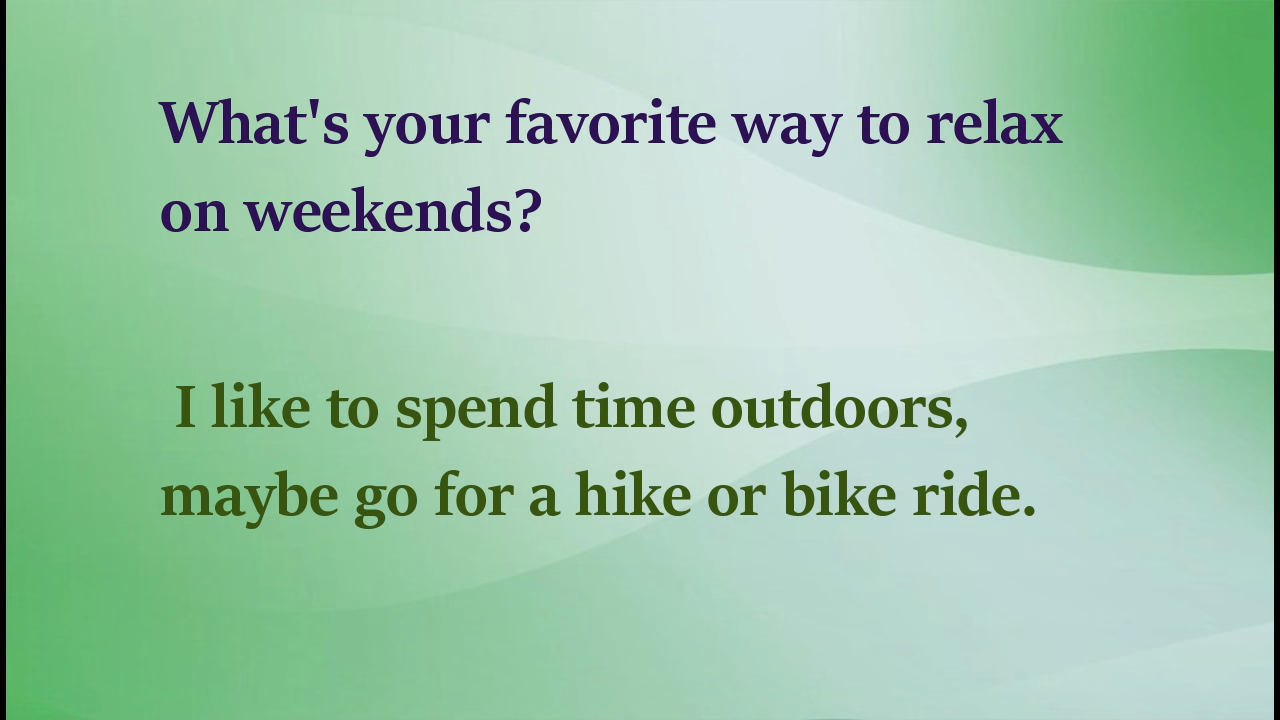 What's your favorite way to relax
on weekends?
I like to spend time outdoors,
maybe go for a hike or bike ride.